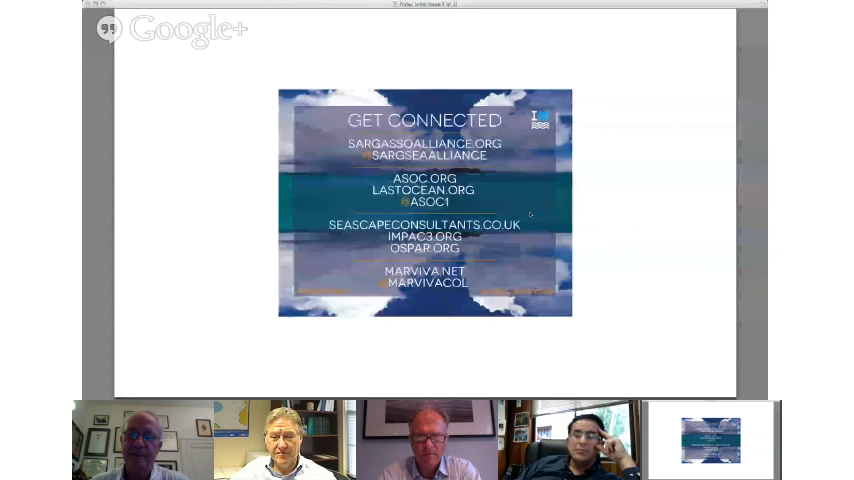 Google+
GET CONNECTED
SARGASSOALLIANCE.ORG
@SARGSEAALLIANCE
ASOC.ORG
LASTOCEAN.ORG
@ASOC1
SEASCAPECONSULTANTS.CO.UK
IMPAC3.ORG
OSPAR.ORG
MARVIVA.NET
@MARVIVACOL